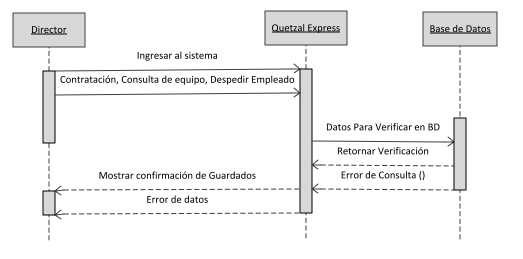 Director
Quetzal Express
Base de Datos
Ingresar al sistema
Contratación, Consulta de equipo, Despedir Empleado
Datos Para Verificar en BD
Retornar Verificación
Error de Consulta ()
Mostrar confirmación de Guardados
Error de datos